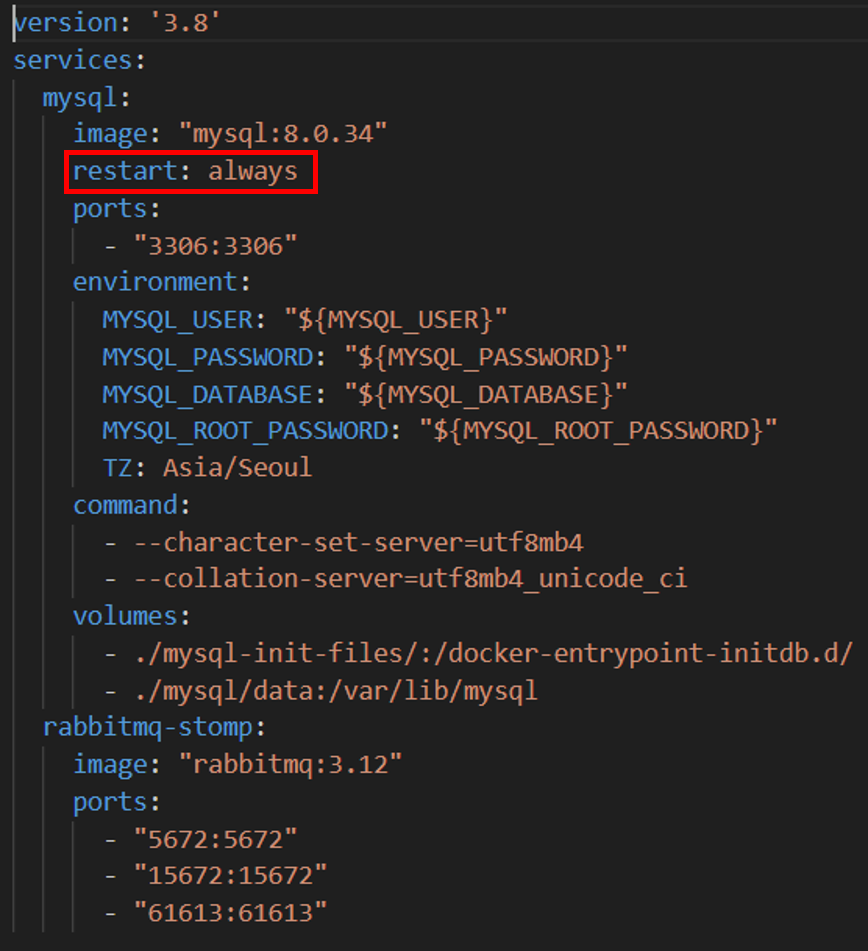 version: '3.8'
services:
  mysql:
    image: "mysql:8.0.34"
    restart: always
    ports:
      - "3306:3306"
    environment:
      MYSQL_USER: "${MYSQL_USER}"
      MYSQL_PASSWORD: "${MYSQL_PASSWORD}"
      MYSQL_DATABASE: "${MYSQL_DATABASE}"
      MYSQL_ROOT_PASSWORD: "${MYSQL_ROOT_PASSWORD}"
      TZ: Asia/Seoul
    command:
      - --character-set-server=utf8mb4
      - --collation-server=utf8mb4_unicode_ci
    volumes:
      - ./mysql-init-files/:/docker-entrypoint-initdb.d/
      - ./mysql/data:/var/lib/mysql
  rabbitmq-stomp:
    image: "rabbitmq:3.12"
    ports:
      - "5672:5672"
      - "15672:15672"
      - "61613:61613"